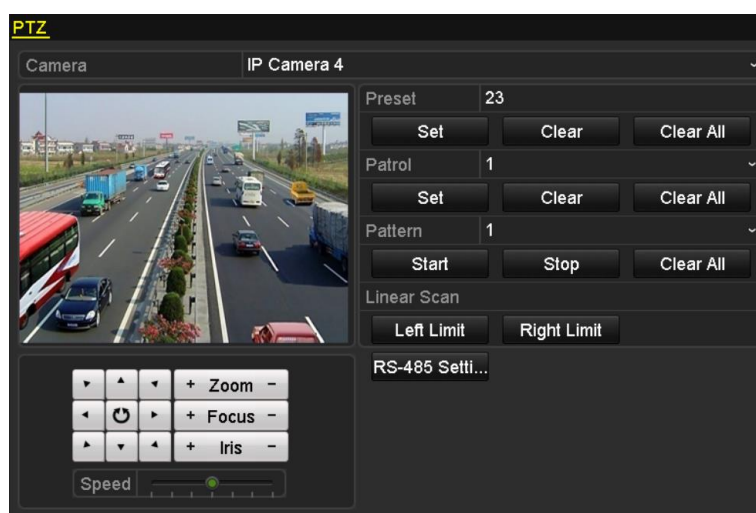 PTZ
Camera IP Camera 4
Preset 23
Set Clear Clear All
Patrol 1
Set Clear Clear All
Pattern 1
Start Stop Clear All
Linear Scan
Left Limit Right Limit
RS-485 Setti...
+ Zoom −
+ Focus −
+ Iris −
Speed